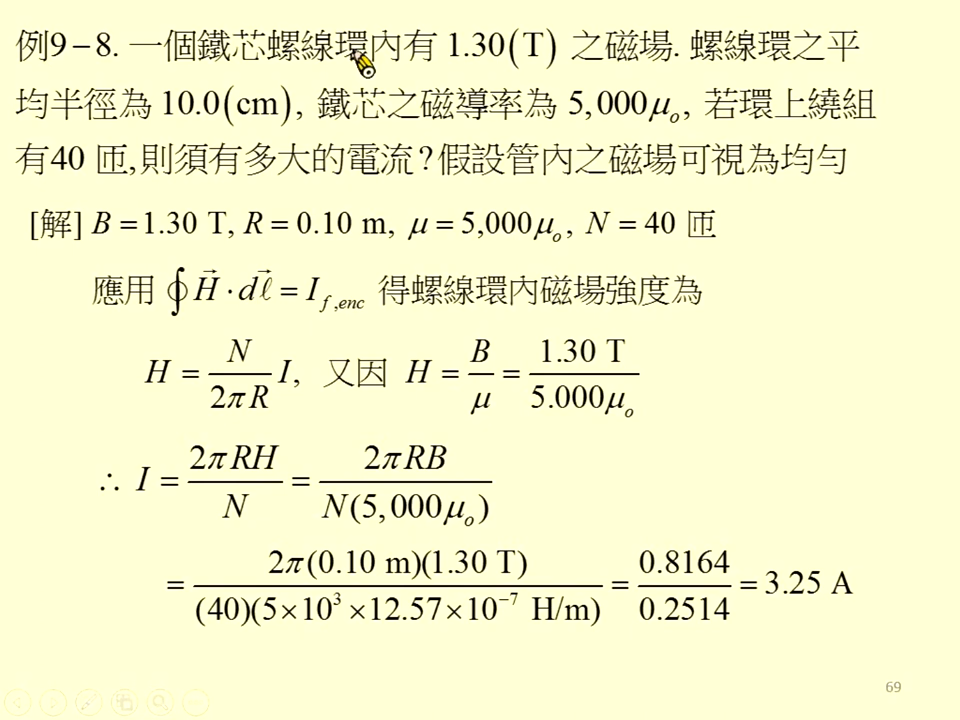 例9－8. 一個鐵芯螺線環內有 1.30(T) 之磁場. 螺線環之平
均半徑為 10.0(cm), 鐵芯之磁導率為 5,000μₒ, 若環上繞組
有40 匝,則須有多大的電流?假設管內之磁場可視為均勻
[解] B = 1.30 T, R = 0.10 m, μ = 5,000μₒ, N = 40 匝
應用 ∮H⃗ · dℓ⃗ = I_{f,enc} 得螺線環內磁場強度為
H = N/(2πR) I, 又因 H = B/μ = 1.30 T/(5.000μₒ)
∴ I = 2πRH/N = 2πRB/(N(5,000μₒ))
= 2π(0.10 m)(1.30 T)/((40)(5×10³×12.57×10⁻⁷ H/m)) = 0.8164/0.2514 = 3.25 A
69